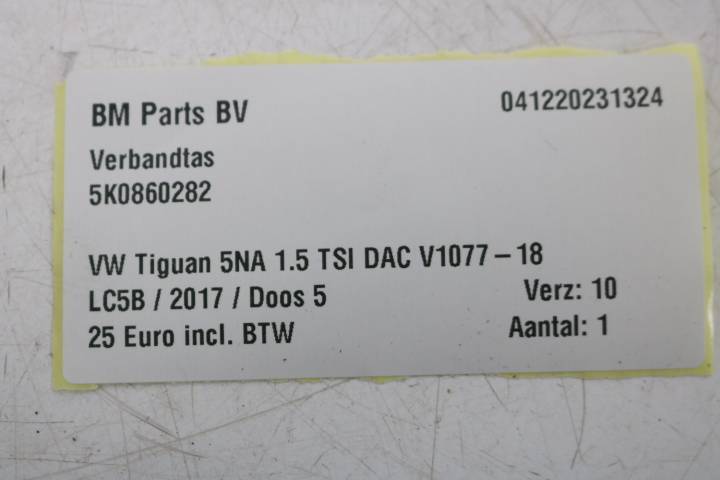 BM Parts BV 041220231324
Verbandtas
5K0860282
VW Tiguan 5NA 1.5 TSI DAC V1077-18
LC5B / 2017 / Doos 5 Verz: 10
25 Euro incl. BTW Aantal: 1